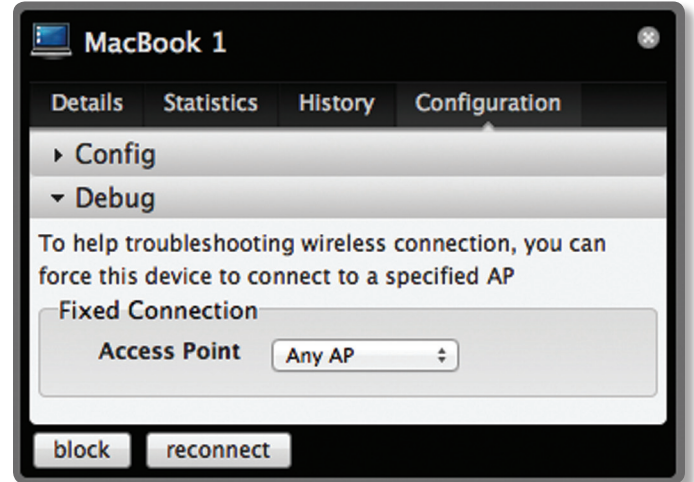 MacBook 1
Details Statistics History Configuration
Config
Debug
To help troubleshooting wireless connection, you can
force this device to connect to a specified AP
Fixed Connection
Access Point Any AP
block reconnect